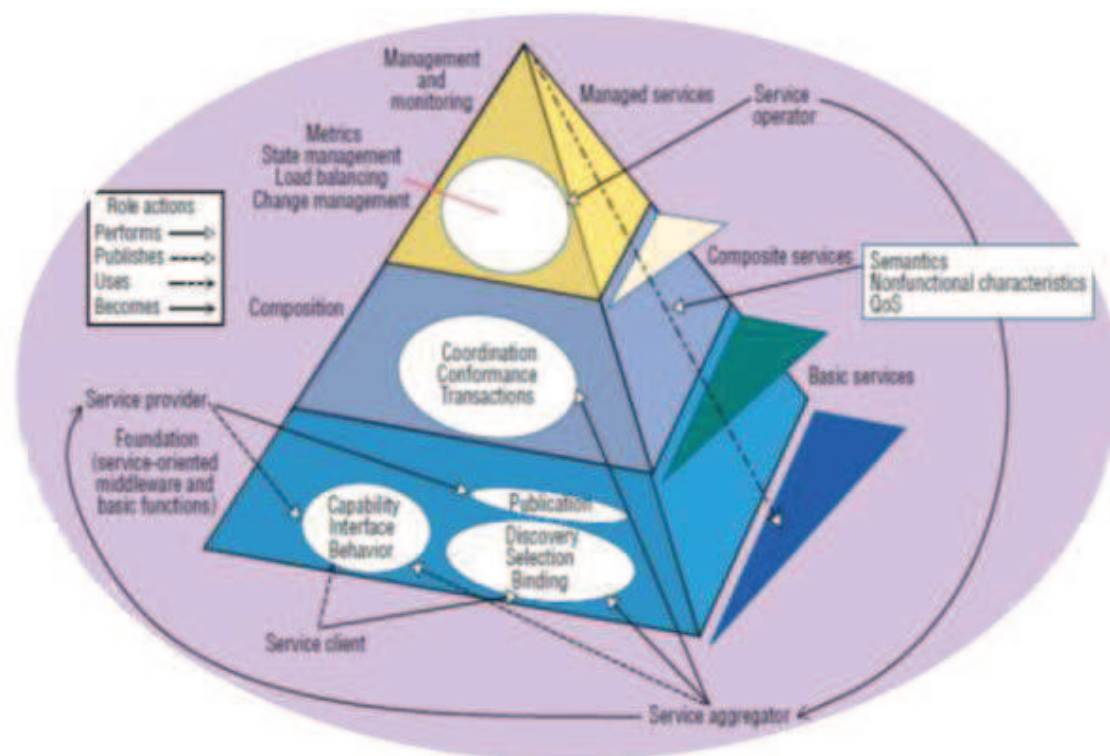 Management
and
monitoring
Managed services
Service
operator
Metrics
State management
Load balancing
Change management
Role actions
Performs
Publishes
Uses
Becomes
Composite services
Semantics
Nonfunctional characteristics
QoS
Composition
Coordination
Conformance
Transactions
Basic services
Service provider
Foundation
(service-oriented
middleware and
basic functions)
Capability
Interface
Behavior
Publication
Discovery
Selection
Binding
Service client
Service aggregator